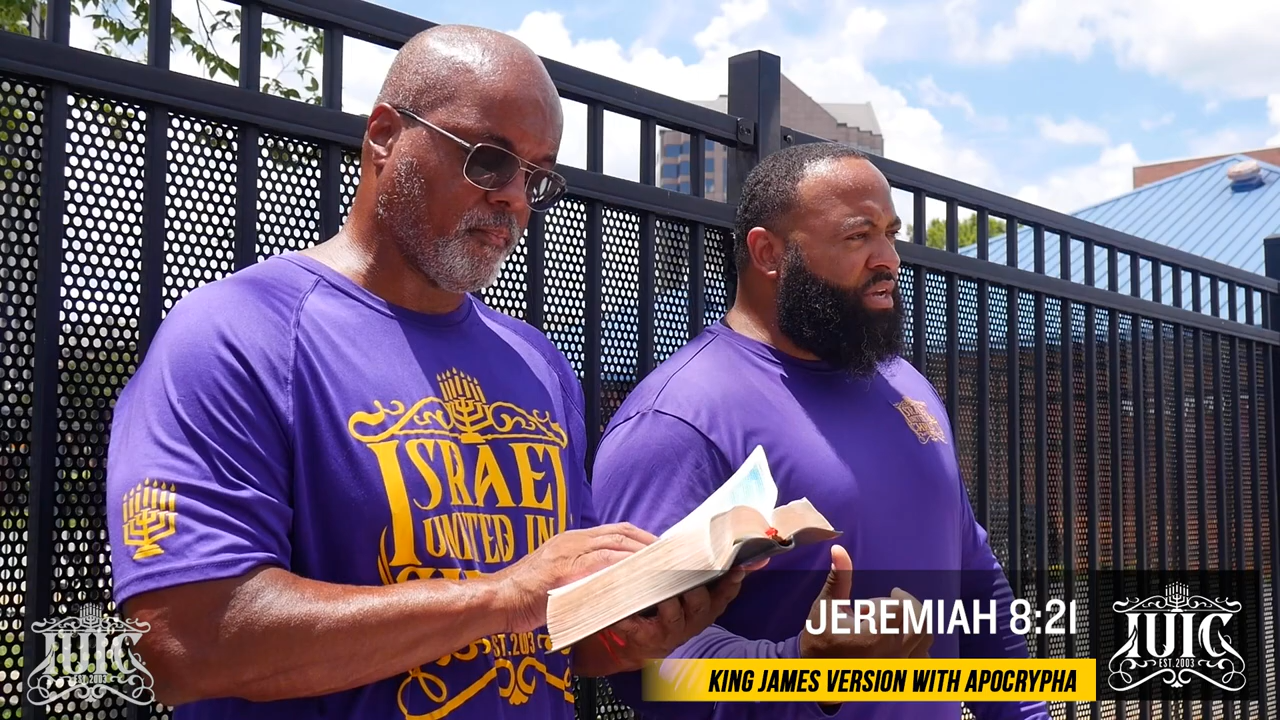 ISRAEL
UNITED IN
EST. 2003
IUIC
EST. 2003
JEREMIAH 8:21
KING JAMES VERSION WITH APOCRYPHA
IUIC
EST. 2003